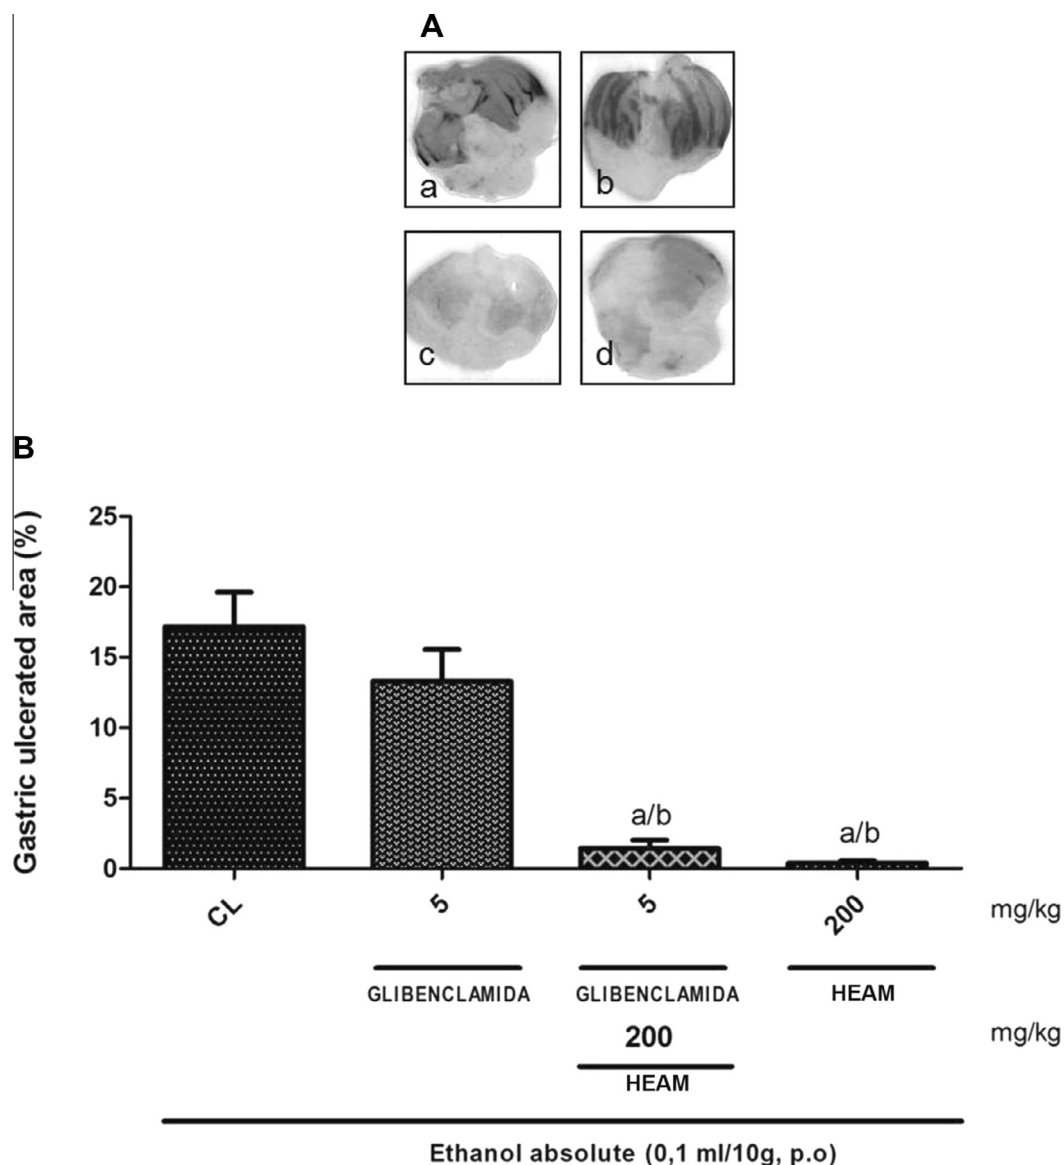 A
a
b
c
d
B
Gastric ulcerated area (%)
25
20
15
10
5
0
a/b
a/b
CL
5
5
200
mg/kg
GLIBENCLAMIDA
GLIBENCLAMIDA
HEAM
200
mg/kg
HEAM
Ethanol absolute (0,1 ml/10g, p.o)